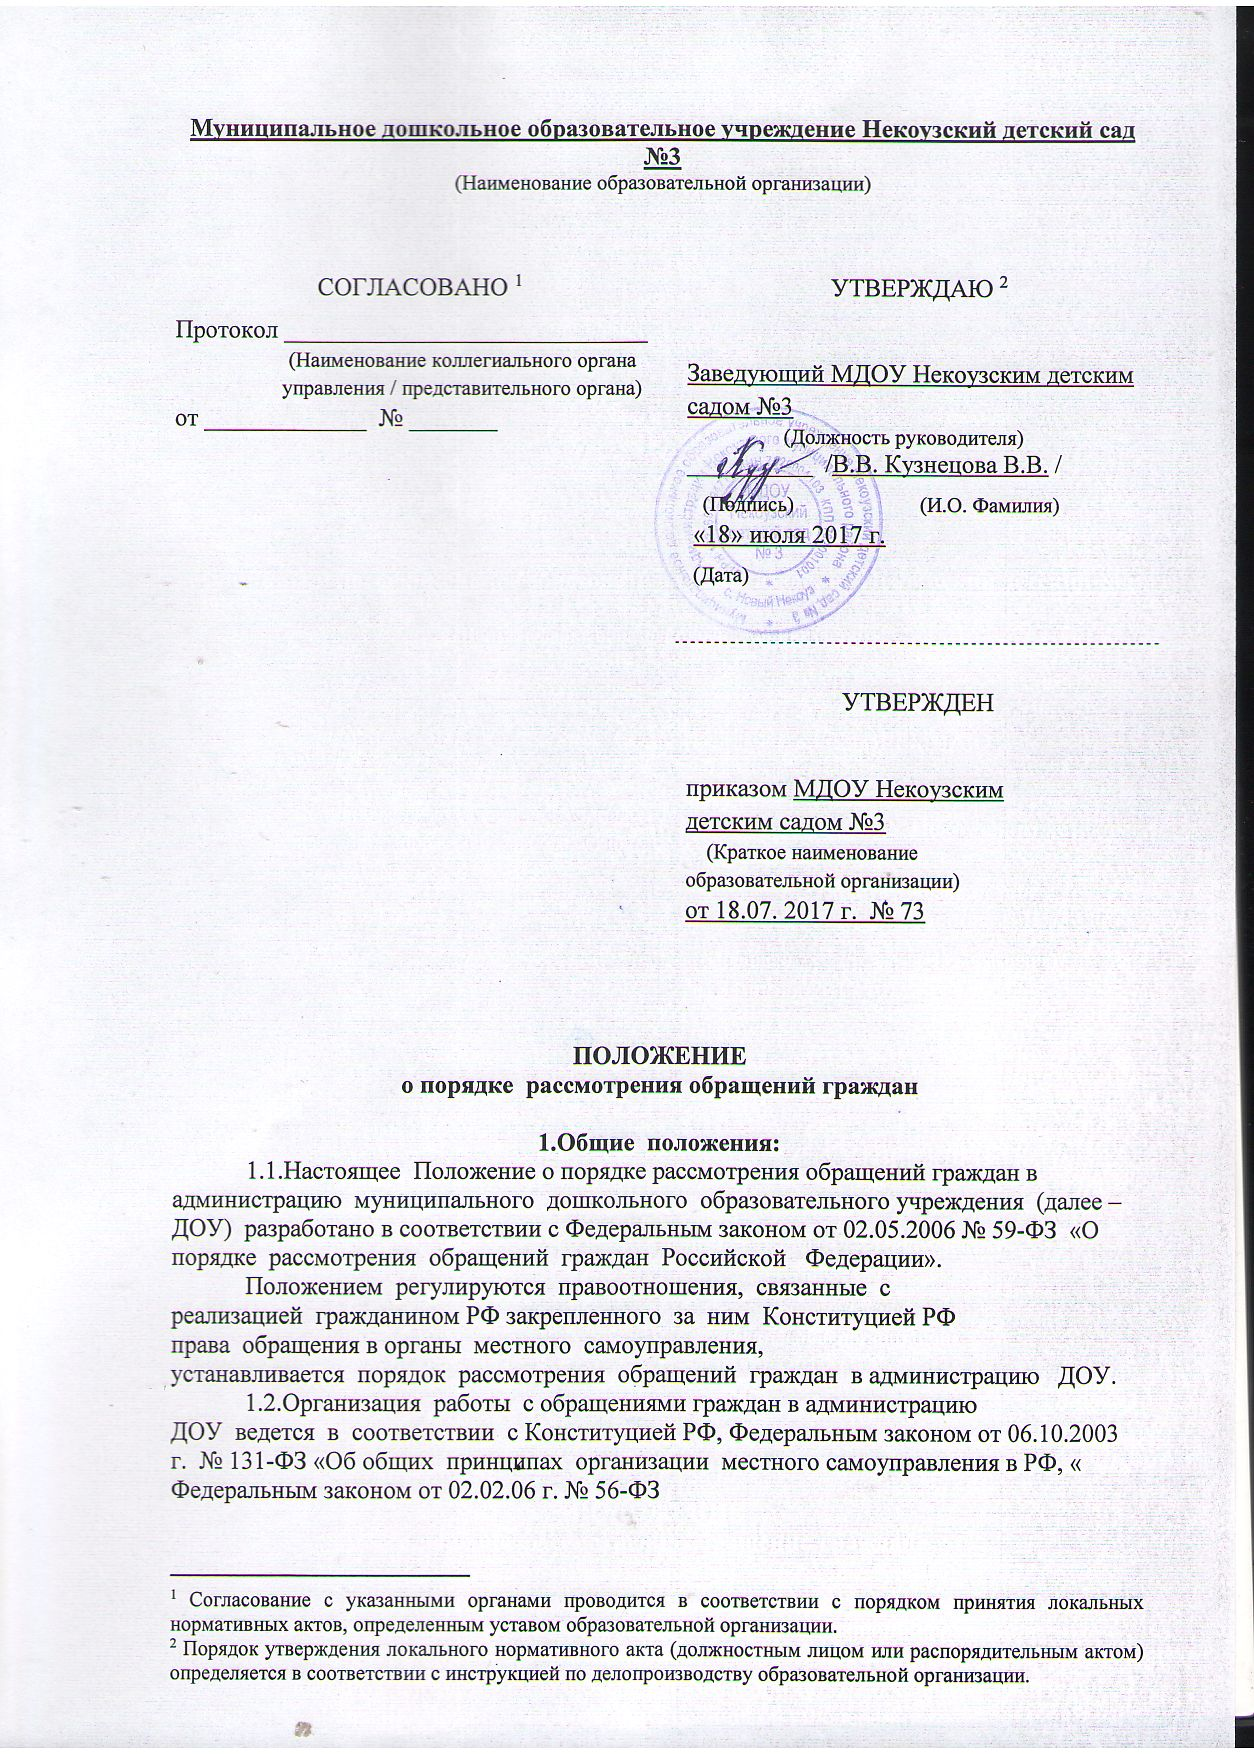 Муниципальное дошкольное образовательное учреждение Некоузский детский сад
№3
(Наименование образовательной организации)
СОГЛАСОВАНО 1
Протокол ____________________________
(Наименование коллегиального органа
управления / представительного органа)
от _____________ № _______
УТВЕРЖДАЮ 2
Заведующий МДОУ Некоузским детским
садом №3
(Должность руководителя)
__________ /В.В. Кузнецова В.В. /
(Подпись) (И.О. Фамилия)
«18» июля 2017 г.
(Дата)
МДОУ
Некоузский
№ 3
с. Новый Некоуз
УТВЕРЖДЕН
приказом МДОУ Некоузским
детским садом №3
(Краткое наименование
образовательной организации)
от 18.07. 2017 г. № 73
ПОЛОЖЕНИЕ
о порядке рассмотрения обращений граждан
1.Общие положения:
1.1.Настоящее Положение о порядке рассмотрения обращений граждан в
администрацию муниципального дошкольного образовательного учреждения (далее –
ДОУ) разработано в соответствии с Федеральным законом от 02.05.2006 № 59-ФЗ «О
порядке рассмотрения обращений граждан Российской Федерации».
Положением регулируются правоотношения, связанные с
реализацией гражданином РФ закрепленного за ним Конституцией РФ
права обращения в органы местного самоуправления,
устанавливается порядок рассмотрения обращений граждан в администрацию ДОУ.
1.2.Организация работы с обращениями граждан в администрацию
ДОУ ведется в соответствии с Конституцией РФ, Федеральным законом от 06.10.2003
г. № 131-ФЗ «Об общих принципах организации местного самоуправления в РФ, «
Федеральным законом от 02.02.06 г. № 56-ФЗ
1 Согласование с указанными органами проводится в соответствии с порядком принятия локальных
нормативных актов, определенным уставом образовательной организации.
2 Порядок утверждения локального нормативного акта (должностным лицом или распорядительным актом)
определяется в соответствии с инструкцией по делопроизводству образовательной организации.